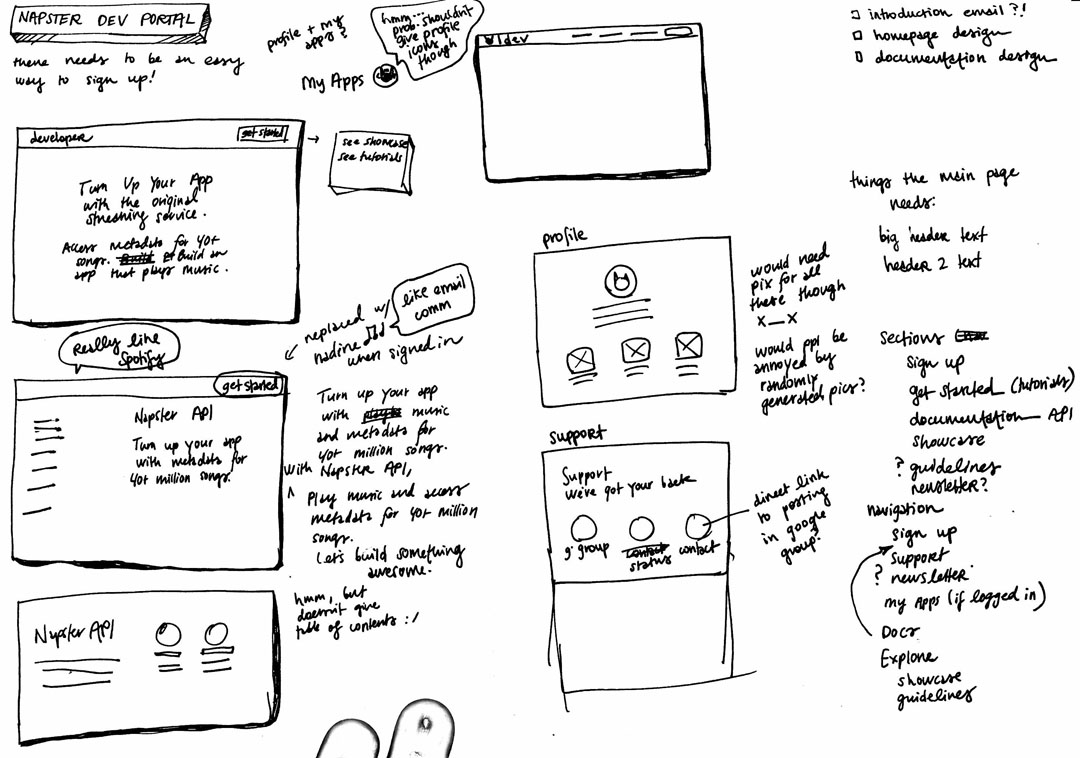 NAPSTER DEV PORTAL
there needs to be an easy
way to sign up!
profile + my
apps?
My Apps
hmm...
prob. shouldn't
give profile
icons
though
dev
introduction email ?!
homepage design
documentation design
developer
get started
Turn Up Your App
with the original
streaming service.
Access metadata for 40+
songs. Build an
app that plays music.
see showcase
see tutorials
things the main page
needs:
big header text
header 2 text
Really like
Spotify
replaced w/
nadine
when signed in
like email
comm
get started
Napster API
Turn up your app
with metadata for
40+ million songs.
Turn up your app
with music
and metadata for
40+ million songs.
With Napster API,
^
Play music and access
metadata for 40+ million
songs.
Let's build something
awesome.
hmm, but
doesn't give
table of contents :/
Napster API
profile
would need
pix for all
these though
x_x
would ppl be
annoyed by
randomly
generated pics?
support
Support
We've got your back
g group
contact
status
contact
direct link
to posting
in google
group?
Sections
sign up
get started (tutorials)
documentation API
showcase
? guidelines
newsletter?
navigation
sign up
support
? newsletter
my Apps (if logged in)
Docs
Explore
showcase
guidelines